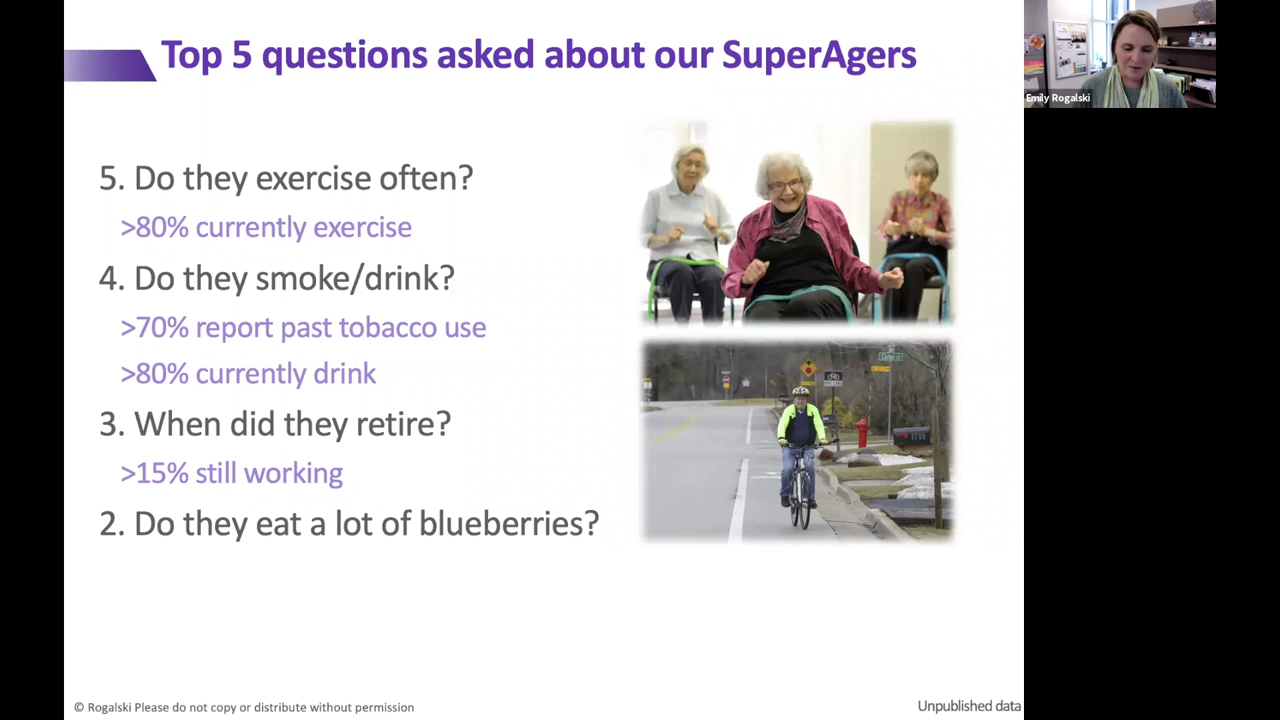 Top 5 questions asked about our SuperAgers
Emily Rogalski
5. Do they exercise often?
>80% currently exercise
4. Do they smoke/drink?
>70% report past tobacco use
>80% currently drink
3. When did they retire?
>15% still working
2. Do they eat a lot of blueberries?
© Rogalski Please do not copy or distribute without permission
Unpublished data